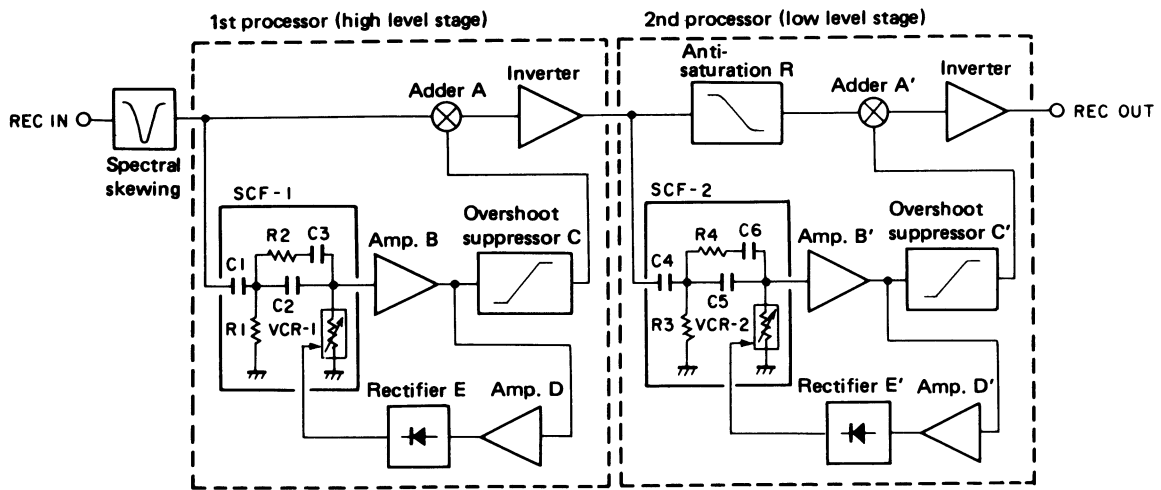 1st processor (high level stage)
2nd processor (low level stage)
REC IN
Spectral
skewing
Adder A
Inverter
Anti-
saturation R
Adder A′
Inverter
REC OUT
SCF-1
C1
R2
C3
C2
R1
VCR-1
Amp. B
Overshoot
suppressor C
Rectifier E
Amp. D
SCF-2
C4
R4
C6
C5
R3
VCR-2
Amp. B′
Overshoot
suppressor C′
Rectifier E′
Amp. D′